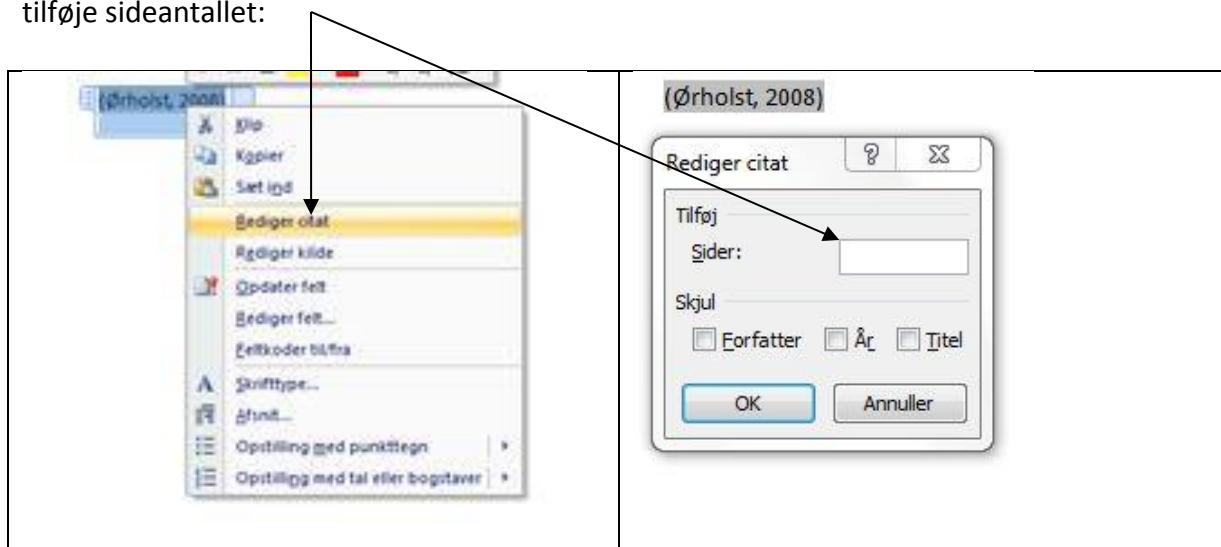 tilføje sideantallet:
(Ørholst, 2008)
Klip
Kopier
Sæt ind
Rediger citat
Rediger kilde
Opdater felt
Rediger felt...
Feltkoder til/fra
Skrifttype...
Afsnit...
Opstilling med punkttegn
Opstilling med tal eller bogstaver
(Ørholst, 2008)
Rediger citat
Tilføj
Sider:
Skjul
Forfatter År Titel
OK Annuller